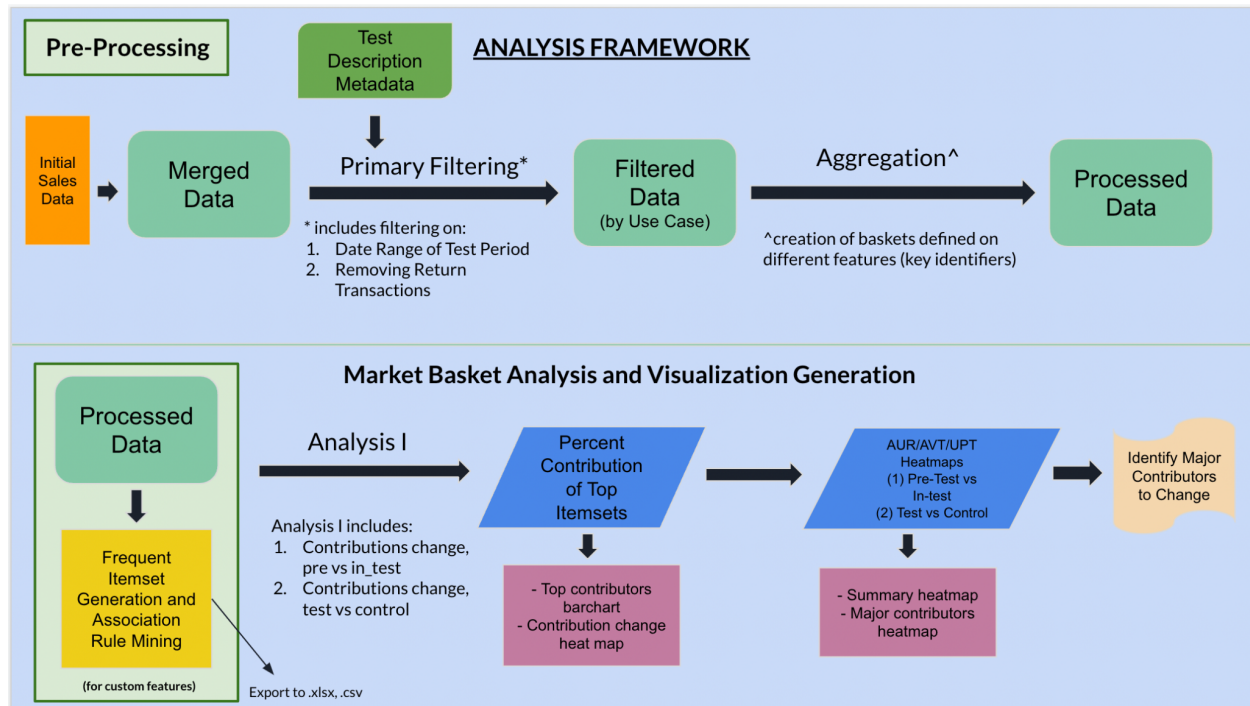 Pre-Processing
Test
Description
Metadata
ANALYSIS FRAMEWORK
Initial
Sales
Data
Merged
Data
Primary Filtering*
* includes filtering on:
1. Date Range of Test Period
2. Removing Return
Transactions
Filtered
Data
(by Use Case)
Aggregation^
^creation of baskets defined on
different features (key identifiers)
Processed
Data
Market Basket Analysis and Visualization Generation
Processed
Data
Frequent
Itemset
Generation and
Association
Rule Mining
(for custom features)
Export to .xlsx, .csv
Analysis I
Analysis I includes:
1. Contributions change,
pre vs in_test
2. Contributions change,
test vs control
Percent
Contribution
of Top
Itemsets
- Top contributors
barchart
- Contribution change
heat map
AUR/AVT/UPT
Heatmaps
(1) Pre-Test vs
In-test
(2) Test vs Control
- Summary heatmap
- Major contributors
heatmap
Identify Major
Contributors
to Change